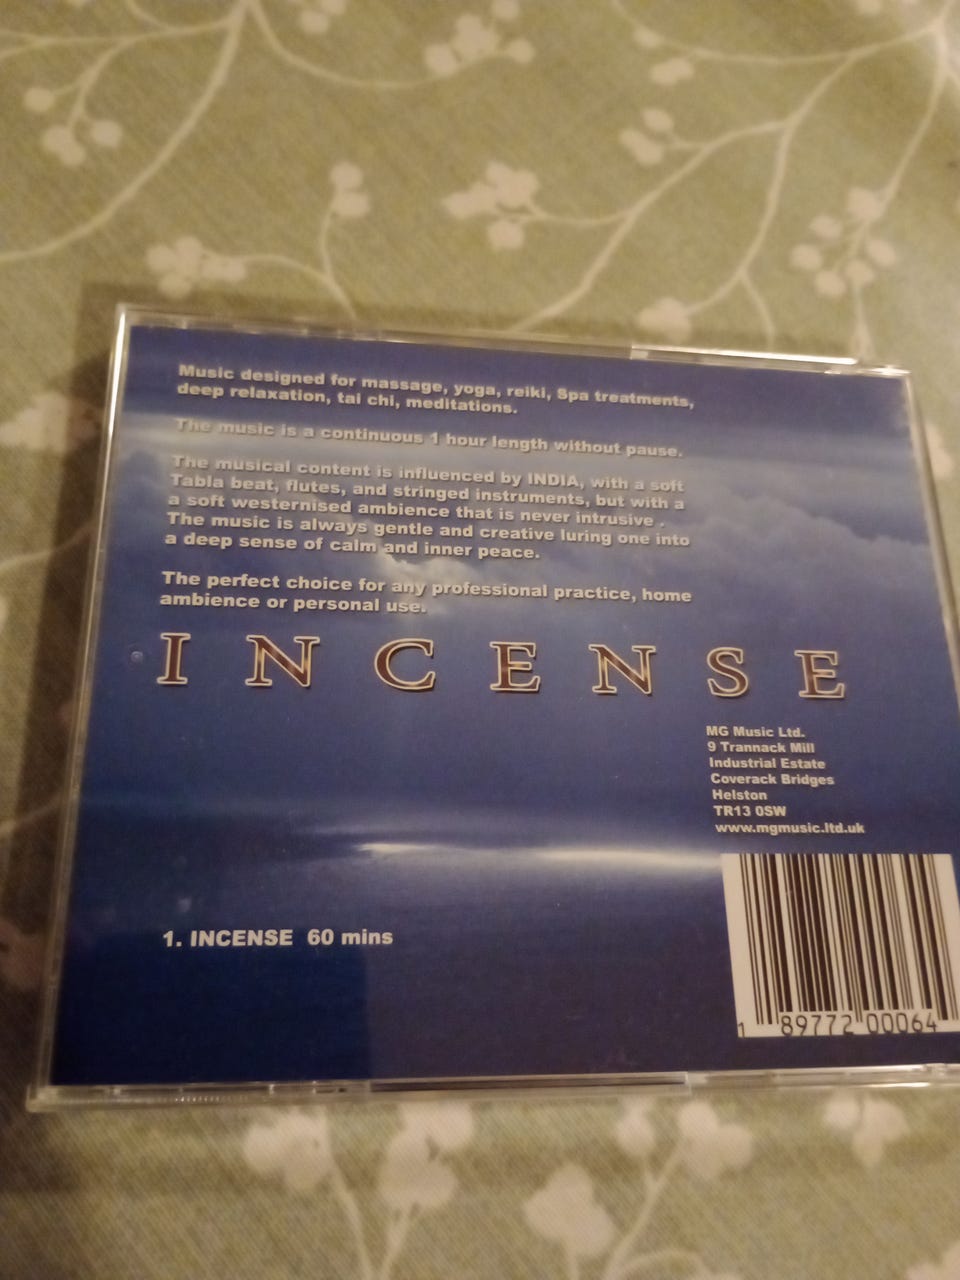 Music designed for massage, yoga, reiki, Spa treatments,
deep relaxation, tai chi, meditations.
The music is a continuous 1 hour length without pause.
The musical content is influenced by INDIA, with a soft
Tabla beat, flutes, and stringed instruments, but with a
a soft westernised ambience that is never intrusive .
The music is always gentle and creative luring one into
a deep sense of calm and inner peace.
The perfect choice for any professional practice, home
ambience or personal use.
INCENSE
MG Music Ltd.
9 Trannack Mill
Industrial Estate
Coverack Bridges
Helston
TR13 0SW
www.mgmusic.ltd.uk
1. INCENSE 60 mins
1 89772 00064